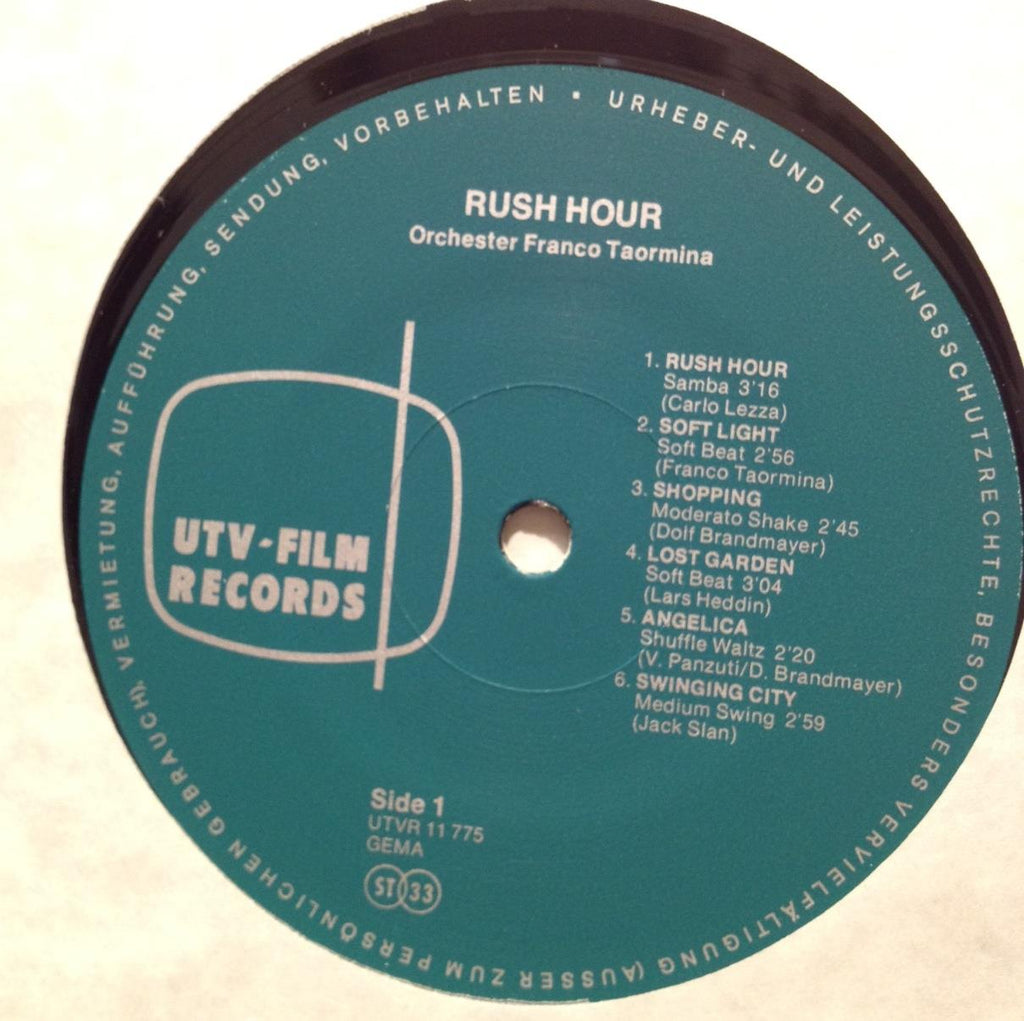 URHEBER- UND LEISTUNGSSCHUTZRECHTE, BESONDERS VERVIELFÄLTIGUNG (AUSSER ZUM PERSÖNLICHEN GEBRAUCH), VERMIETUNG, AUFFÜHRUNG, SENDUNG, VORBEHALTEN •
RUSH HOUR
Orchester Franco Taormina
1. RUSH HOUR
Samba 3'16
(Carlo Lezza)
2. SOFT LIGHT
Soft Beat 2'56
(Franco Taormina)
3. SHOPPING
Moderato Shake 2'45
(Dolf Brandmayer)
4. LOST GARDEN
Soft Beat 3'04
(Lars Heddin)
5. ANGELICA
Shuffle Waltz 2'20
(V. Panzuti/D. Brandmayer)
6. SWINGING CITY
Medium Swing 2'59
(Jack Slan)
UTV-FILM
RECORDS
Side 1
UTVR 11 775
GEMA
ST 33